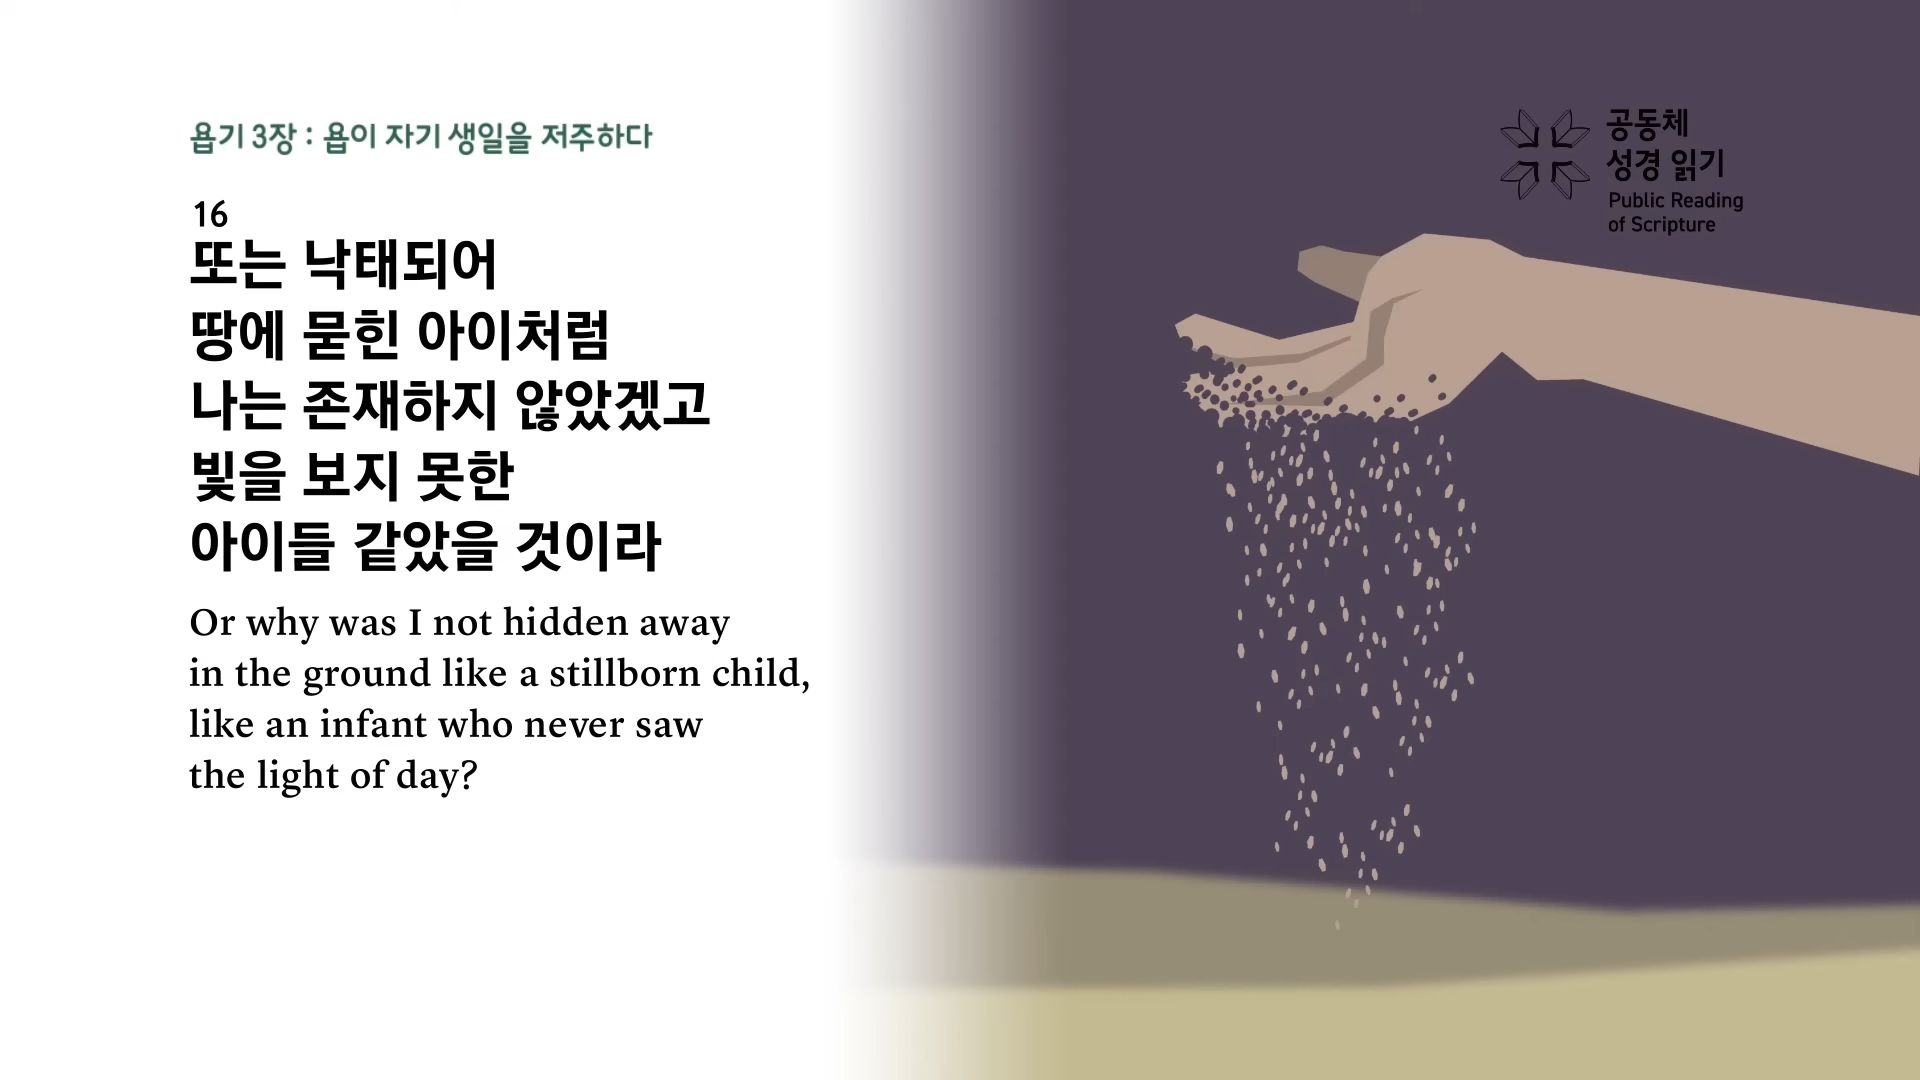 욥기 3장 : 욥이 자기 생일을 저주하다
16
또는 낙태되어
땅에 묻힌 아이처럼
나는 존재하지 않았겠고
빛을 보지 못한
아이들 같았을 것이라
Or why was I not hidden away
in the ground like a stillborn child,
like an infant who never saw
the light of day?
공동체
성경 읽기
Public Reading
of Scripture